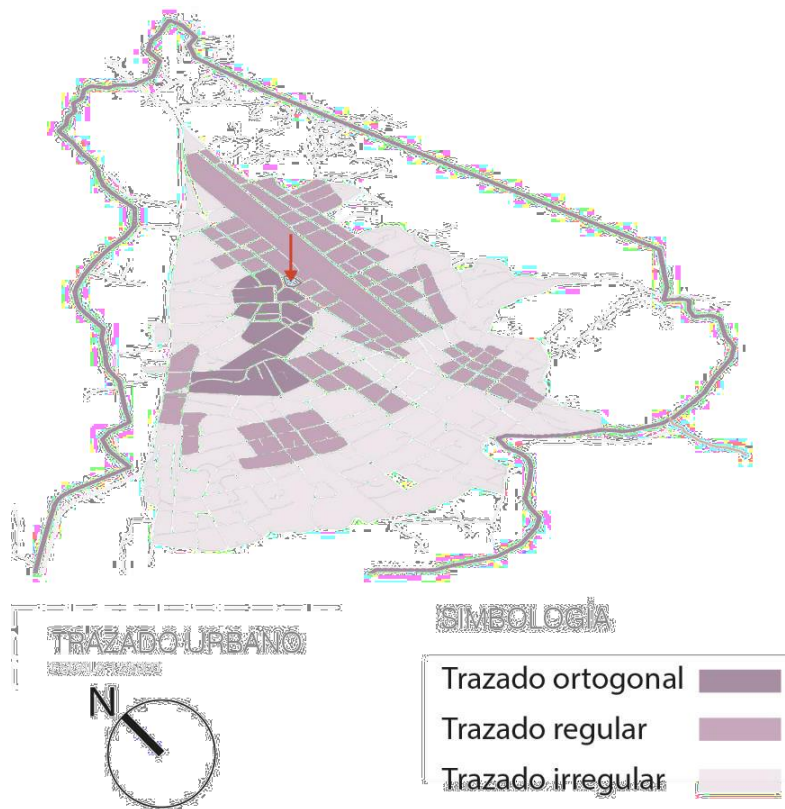 TRAZADO URBANO
SIMBOLOGÍA
N
Trazado ortogonal
Trazado regular
Trazado irregular